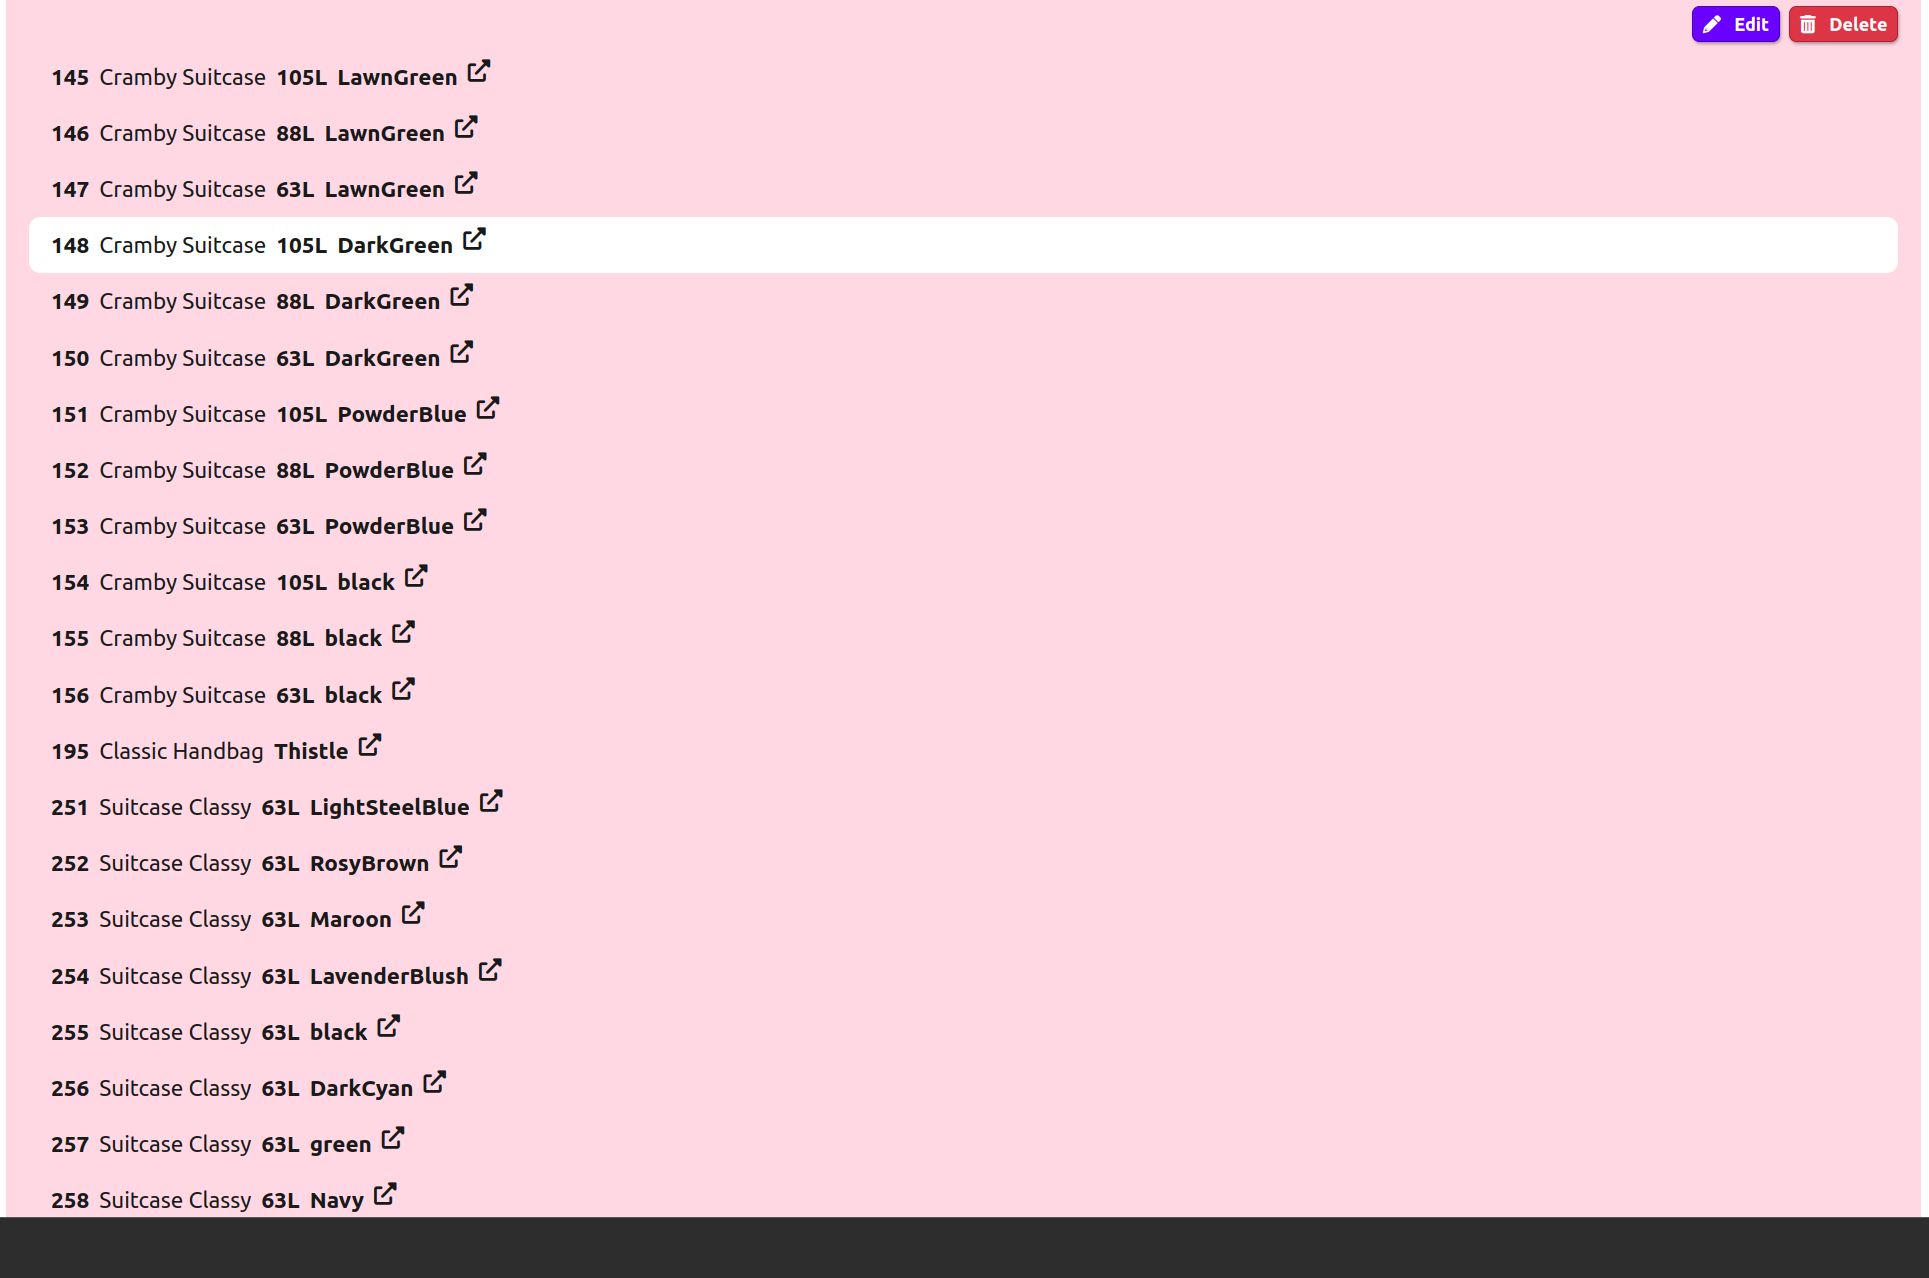 Edit Delete
145 Cramby Suitcase 105L LawnGreen
146 Cramby Suitcase 88L LawnGreen
147 Cramby Suitcase 63L LawnGreen
148 Cramby Suitcase 105L DarkGreen
149 Cramby Suitcase 88L DarkGreen
150 Cramby Suitcase 63L DarkGreen
151 Cramby Suitcase 105L PowderBlue
152 Cramby Suitcase 88L PowderBlue
153 Cramby Suitcase 63L PowderBlue
154 Cramby Suitcase 105L black
155 Cramby Suitcase 88L black
156 Cramby Suitcase 63L black
195 Classic Handbag Thistle
251 Suitcase Classy 63L LightSteelBlue
252 Suitcase Classy 63L RosyBrown
253 Suitcase Classy 63L Maroon
254 Suitcase Classy 63L LavenderBlush
255 Suitcase Classy 63L black
256 Suitcase Classy 63L DarkCyan
257 Suitcase Classy 63L green
258 Suitcase Classy 63L Navy